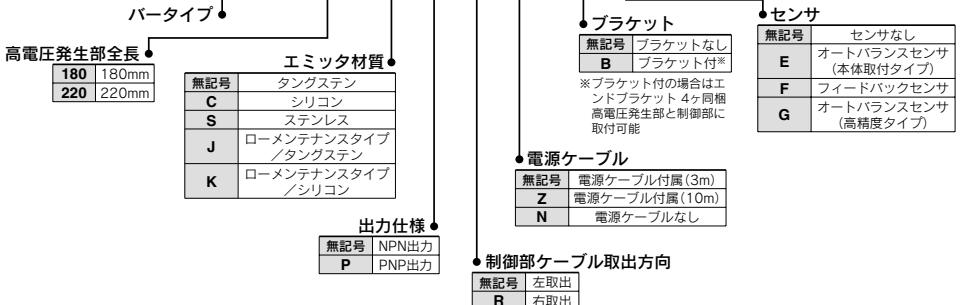 バータイプ
高電圧発生部全長
180 180mm
220 220mm
エミッタ材質
無記号 タングステン
C シリコン
S ステンレス
J ローメンテナンスタイプ
／タングステン
K ローメンテナンスタイプ
／シリコン
出力仕様
無記号 NPN出力
P PNP出力
ブラケット
無記号 ブラケットなし
B ブラケット付※
※ブラケット付の場合はエ
ンドブラケット 4ヶ同梱
高電圧発生部と制御部に
取付可能
センサ
無記号 センサなし
E オートバランスセンサ
（本体取付タイプ）
F フィードバックセンサ
G オートバランスセンサ
（高精度タイプ）
電源ケーブル
無記号 電源ケーブル付属（3m）
Z 電源ケーブル付属（10m）
N 電源ケーブルなし
制御部ケーブル取出方向
無記号 左取出
R 右取出